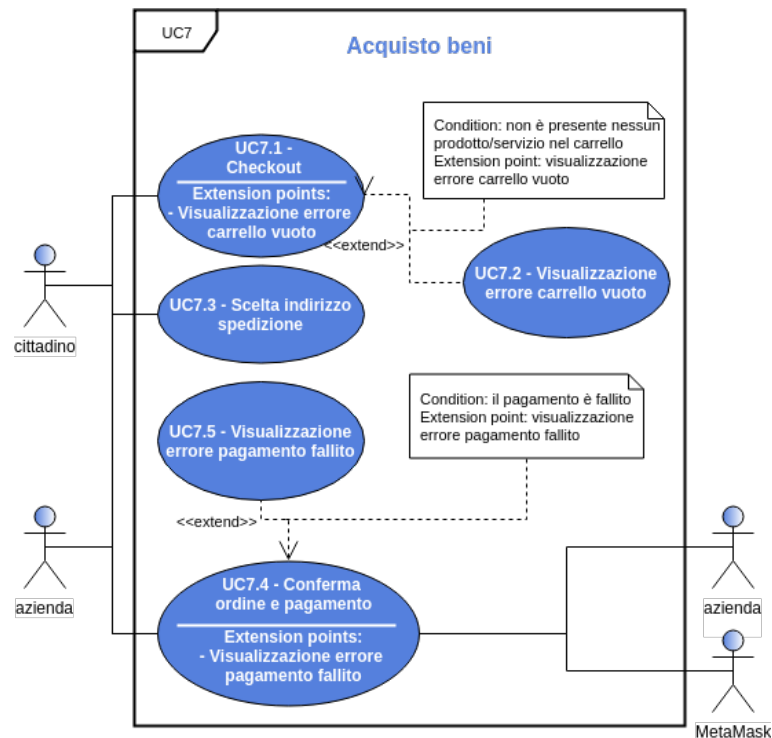 UC7
Acquisto beni
Condition: non è presente nessun
prodotto/servizio nel carrello
Extension point: visualizzazione
errore carrello vuoto
UC7.1 -
Checkout
Extension points:
- Visualizzazione errore
carrello vuoto
<<extend>>
UC7.2 - Visualizzazione
errore carrello vuoto
UC7.3 - Scelta indirizzo
spedizione
cittadino
Condition: il pagamento è fallito
Extension point: visualizzazione
errore pagamento fallito
UC7.5 - Visualizzazione
errore pagamento fallito
<<extend>>
UC7.4 - Conferma
ordine e pagamento
Extension points:
- Visualizzazione errore
pagamento fallito
azienda
azienda
MetaMask